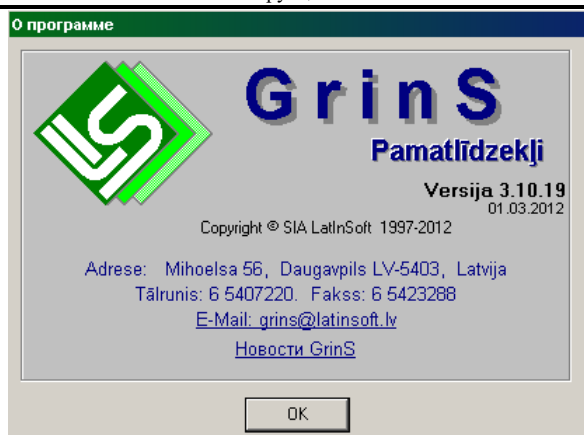 О программе
GrinS
Pamatlīdzekļi
Versija 3.10.19
01.03.2012
Copyright © SIA LatInSoft 1997-2012
Adrese: Mihoelsa 56, Daugavpils LV-5403, Latvija
Tālrunis: 6 5407220. Fakss: 6 5423288
E-Mail: grins@latinsoft.lv
Новости GrinS
OK